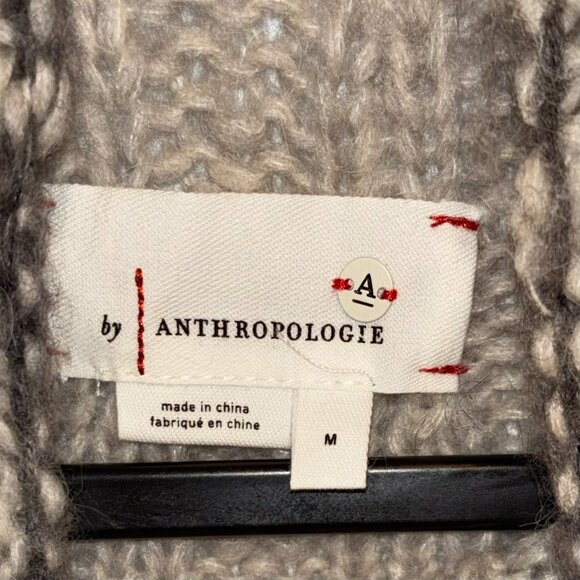 A
by ANTHROPOLOGIE
made in china
fabriqué en chine
M